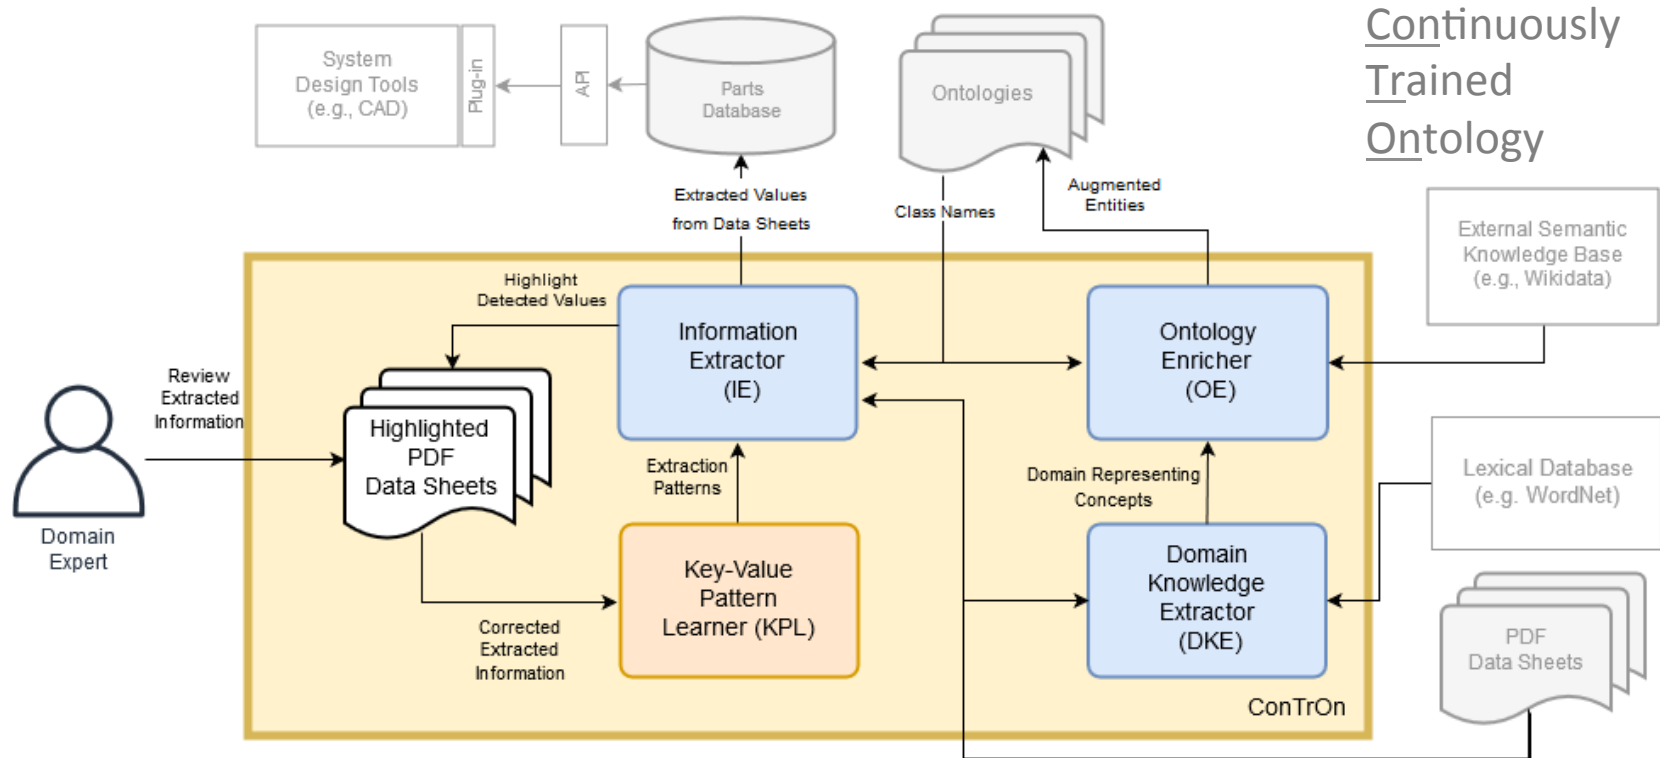 Continuously
Trained
Ontology
System
Design Tools
(e.g., CAD)
Plug-in
API
Parts
Database
Ontologies
Extracted Values
from Data Sheets
Class Names
Augmented
Entities
External Semantic
Knowledge Base
(e.g., Wikidata)
Highlight
Detected Values
Information
Extractor
(IE)
Ontology
Enricher
(OE)
Review
Extracted
Information
Highlighted
PDF
Data Sheets
Extraction
Patterns
Domain Representing
Concepts
Lexical Database
(e.g. WordNet)
Domain
Expert
Key-Value
Pattern
Learner (KPL)
Domain
Knowledge
Extractor
(DKE)
Corrected
Extracted
Information
PDF
Data Sheets
ConTrOn